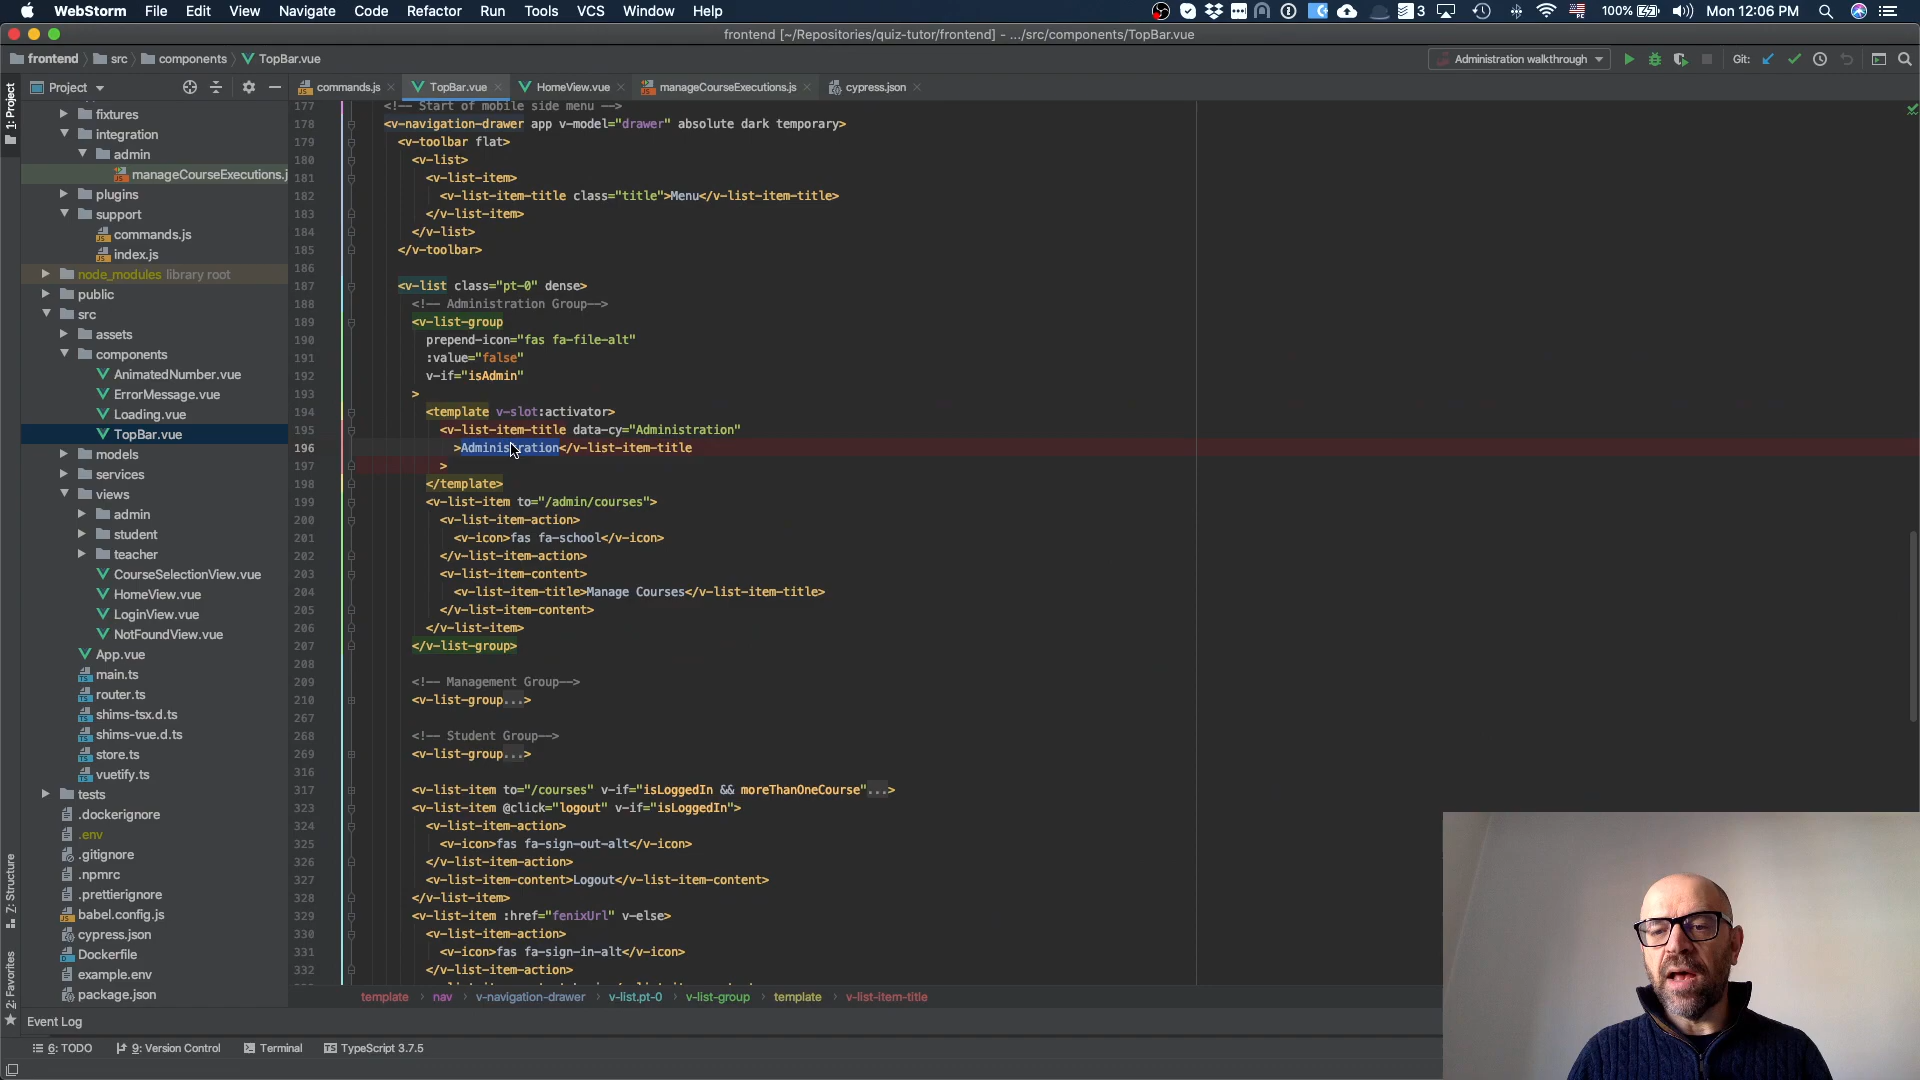 WebStorm File Edit View Navigate Code Refactor Run Tools VCS Window Help
3 100% Mon 12:06 PM
frontend [~/Repositories/quiz-tutor/frontend] - .../src/components/TopBar.vue
frontend src components TopBar.vue
Administration walkthrough Git:
Project
commands.js TopBar.vue HomeView.vue manageCourseExecutions.js cypress.json
1: Project
fixtures
integration
admin
manageCourseExecutions.j
plugins
support
commands.js
index.js
node_modules library root
public
src
assets
components
AnimatedNumber.vue
ErrorMessage.vue
Loading.vue
TopBar.vue
models
services
views
admin
student
teacher
CourseSelectionView.vue
HomeView.vue
LoginView.vue
NotFoundView.vue
App.vue
main.ts
router.ts
shims-tsx.d.ts
shims-vue.d.ts
store.ts
vuetify.ts
tests
.dockerignore
.env
.gitignore
.npmrc
.prettierignore
babel.config.js
cypress.json
Dockerfile
example.env
package.json
7: Structure
2: Favorites
177 <!-- Start of mobile side menu -->
178 <v-navigation-drawer app v-model="drawer" absolute dark temporary>
179 <v-toolbar flat>
180 <v-list>
181 <v-list-item>
182 <v-list-item-title class="title">Menu</v-list-item-title>
183 </v-list-item>
184 </v-list>
185 </v-toolbar>
186
187 <v-list class="pt-0" dense>
188 <!-- Administration Group-->
189 <v-list-group
190 prepend-icon="fas fa-file-alt"
191 :value="false"
192 v-if="isAdmin"
193 >
194 <template v-slot:activator>
195 <v-list-item-title data-cy="Administration"
196 >Administration</v-list-item-title
197 >
198 </template>
199 <v-list-item to="/admin/courses">
200 <v-list-item-action>
201 <v-icon>fas fa-school</v-icon>
202 </v-list-item-action>
203 <v-list-item-content>
204 <v-list-item-title>Manage Courses</v-list-item-title>
205 </v-list-item-content>
206 </v-list-item>
207 </v-list-group>
208
209 <!-- Management Group-->
210 <v-list-group...>
267
268 <!-- Student Group-->
269 <v-list-group...>
316
317 <v-list-item to="/courses" v-if="isLoggedIn && moreThanOneCourse"...>
323 <v-list-item @click="logout" v-if="isLoggedIn">
324 <v-list-item-action>
325 <v-icon>fas fa-sign-out-alt</v-icon>
326 </v-list-item-action>
327 <v-list-item-content>Logout</v-list-item-content>
328 </v-list-item>
329 <v-list-item :href="fenixUrl" v-else>
330 <v-list-item-action>
331 <v-icon>fas fa-sign-in-alt</v-icon>
332 </v-list-item-action>
template nav v-navigation-drawer v-list.pt-0 v-list-group template v-list-item-title
Event Log
6: TODO 9: Version Control Terminal TypeScript 3.7.5